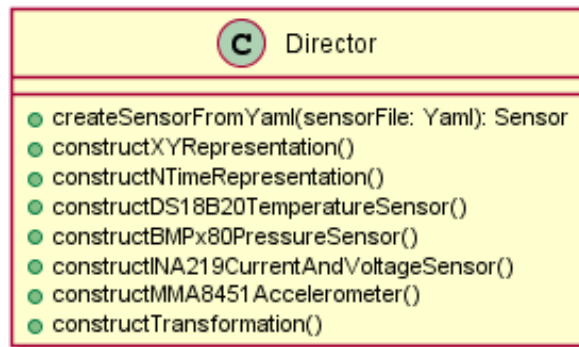 C Director
createSensorFromYaml(sensorFile: Yaml): Sensor
constructXYRepresentation()
constructNTimeRepresentation()
constructDS18B20TemperatureSensor()
constructBMPx80PressureSensor()
constructINA219CurrentAndVoltageSensor()
constructMMA8451Accelerometer()
constructTransformation()